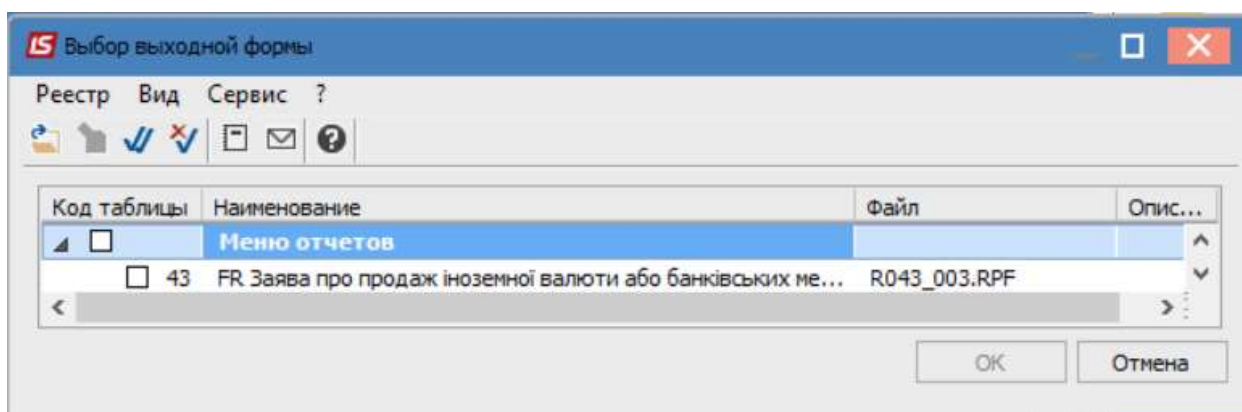 Выбор выходной формы
Реестр Вид Сервис ?
Код таблицы Наименование Файл Опис...
Меню отчетов
43 FR Заява про продаж іноземної валюти або банківських ме... R043_003.RPF
OK Отмена